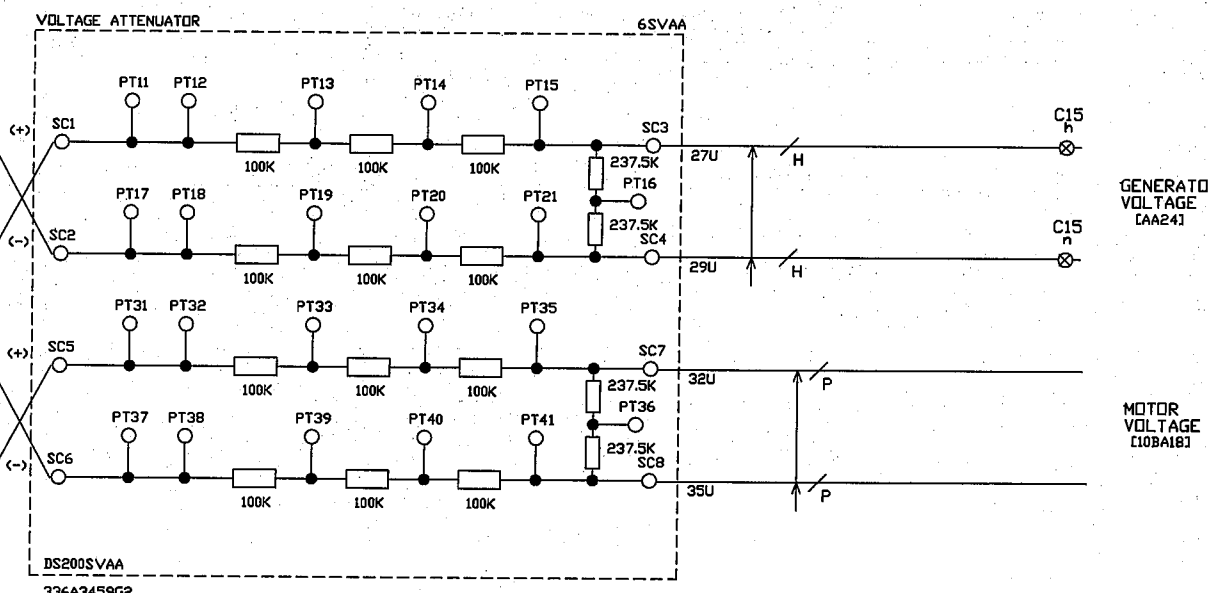 VOLTAGE ATTENUATOR
6SVAA
PT11 PT12 PT13 PT14 PT15
(+) SC1 SC3 C15
h
100K 100K 100K 237.5K 27U H
PT16
PT17 PT18 PT19 PT20 PT21 237.5K
GENERATO
VOLTAGE
[AA24]
(-) SC2 SC4 C15
n
100K 100K 100K 29U H
PT31 PT32 PT33 PT34 PT35
(+) SC5 SC7
100K 100K 100K 237.5K 32U P
PT36
PT37 PT38 PT39 PT40 PT41 237.5K
MOTOR
VOLTAGE
[10BA18]
(-) SC6 SC8
100K 100K 100K 35U P
DS200SVAA
336A3459G2